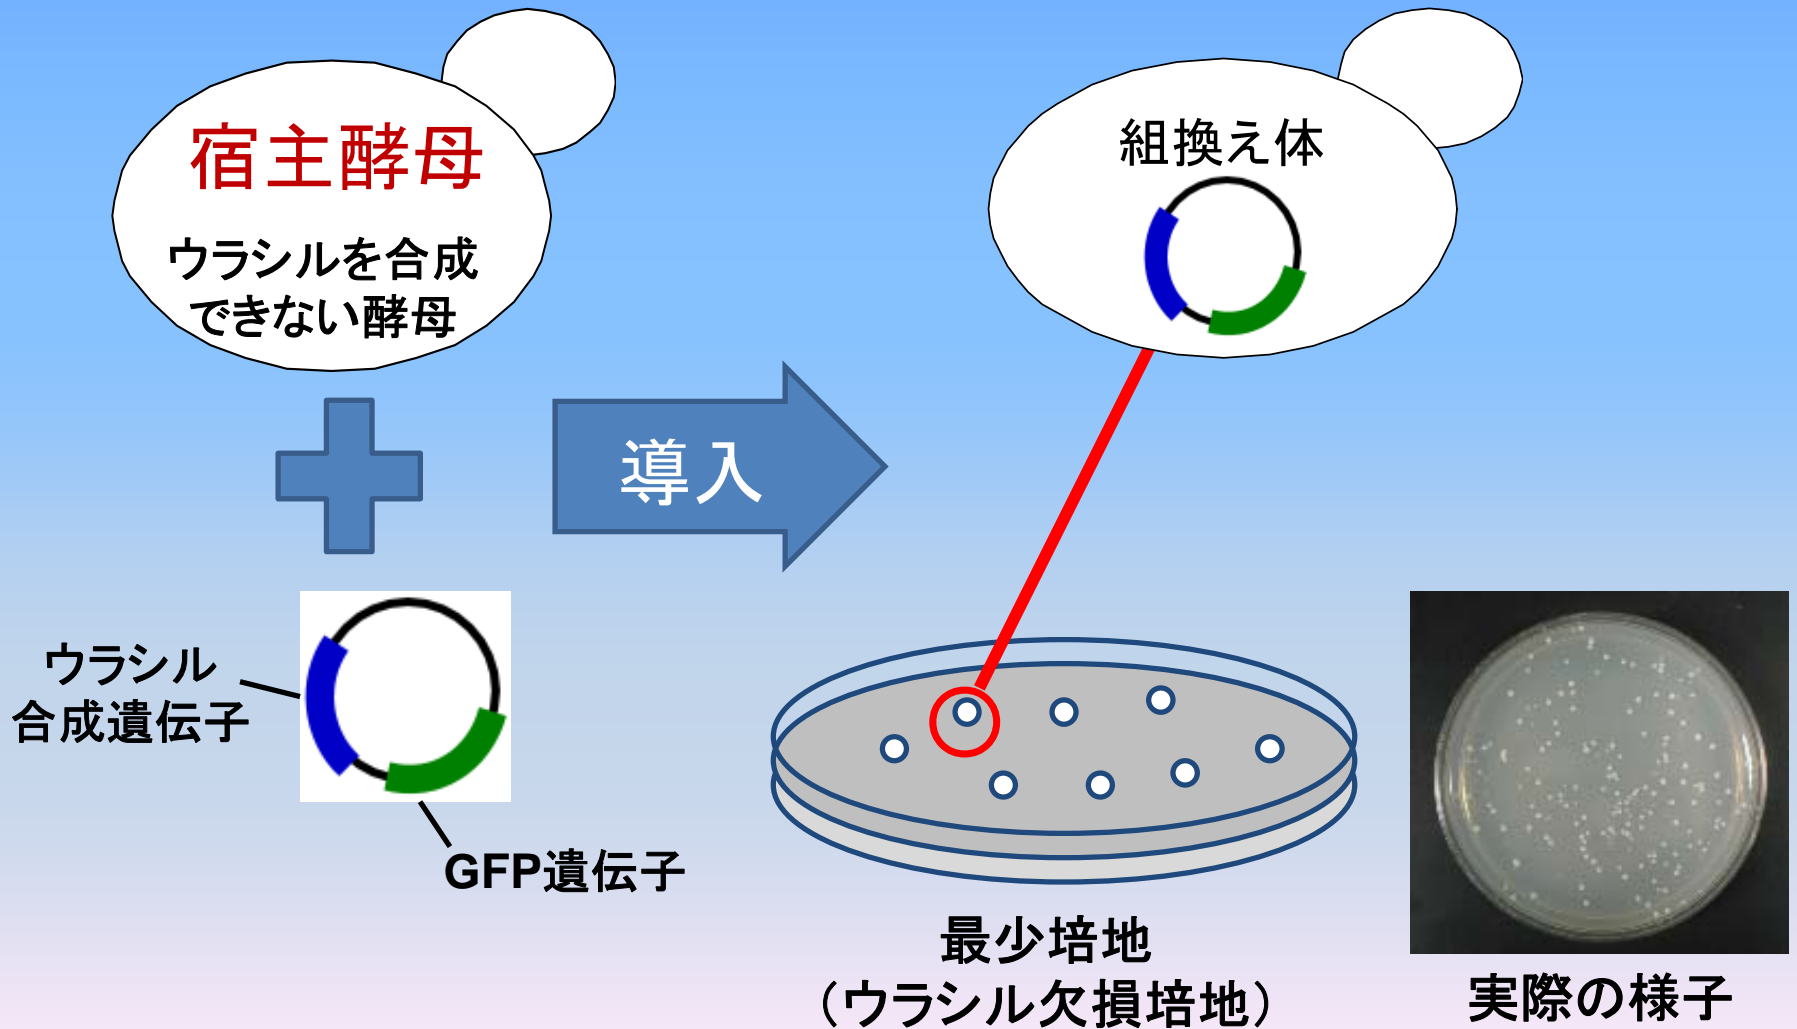 宿主酵母
ウラシルを合成
できない酵母
組換え体
導入
ウラシル
合成遺伝子
GFP遺伝子
最少培地
（ウラシル欠損培地）
実際の様子